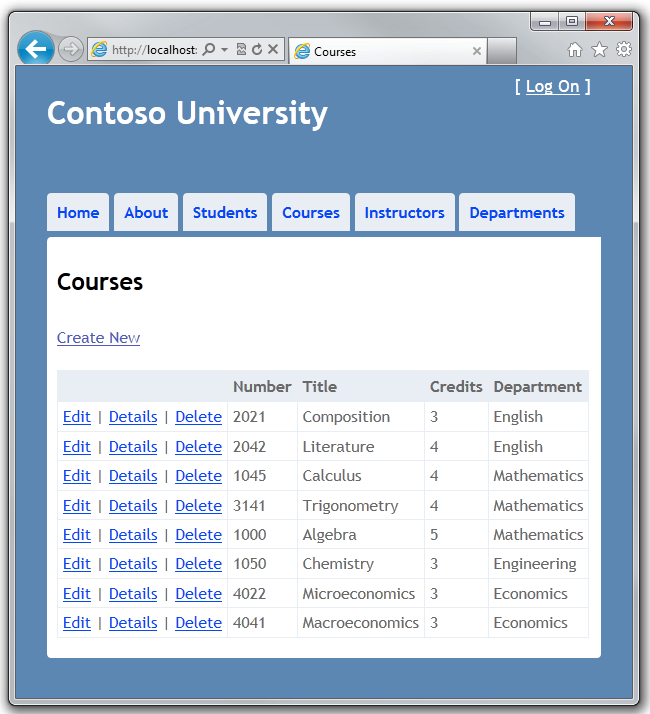 http://localhost:
Courses
[ Log On ]
Contoso University
Home About Students Courses Instructors Departments
Courses
Create New
Number Title Credits Department
Edit | Details | Delete 2021 Composition 3 English
Edit | Details | Delete 2042 Literature 4 English
Edit | Details | Delete 1045 Calculus 4 Mathematics
Edit | Details | Delete 3141 Trigonometry 4 Mathematics
Edit | Details | Delete 1000 Algebra 5 Mathematics
Edit | Details | Delete 1050 Chemistry 3 Engineering
Edit | Details | Delete 4022 Microeconomics 3 Economics
Edit | Details | Delete 4041 Macroeconomics 3 Economics